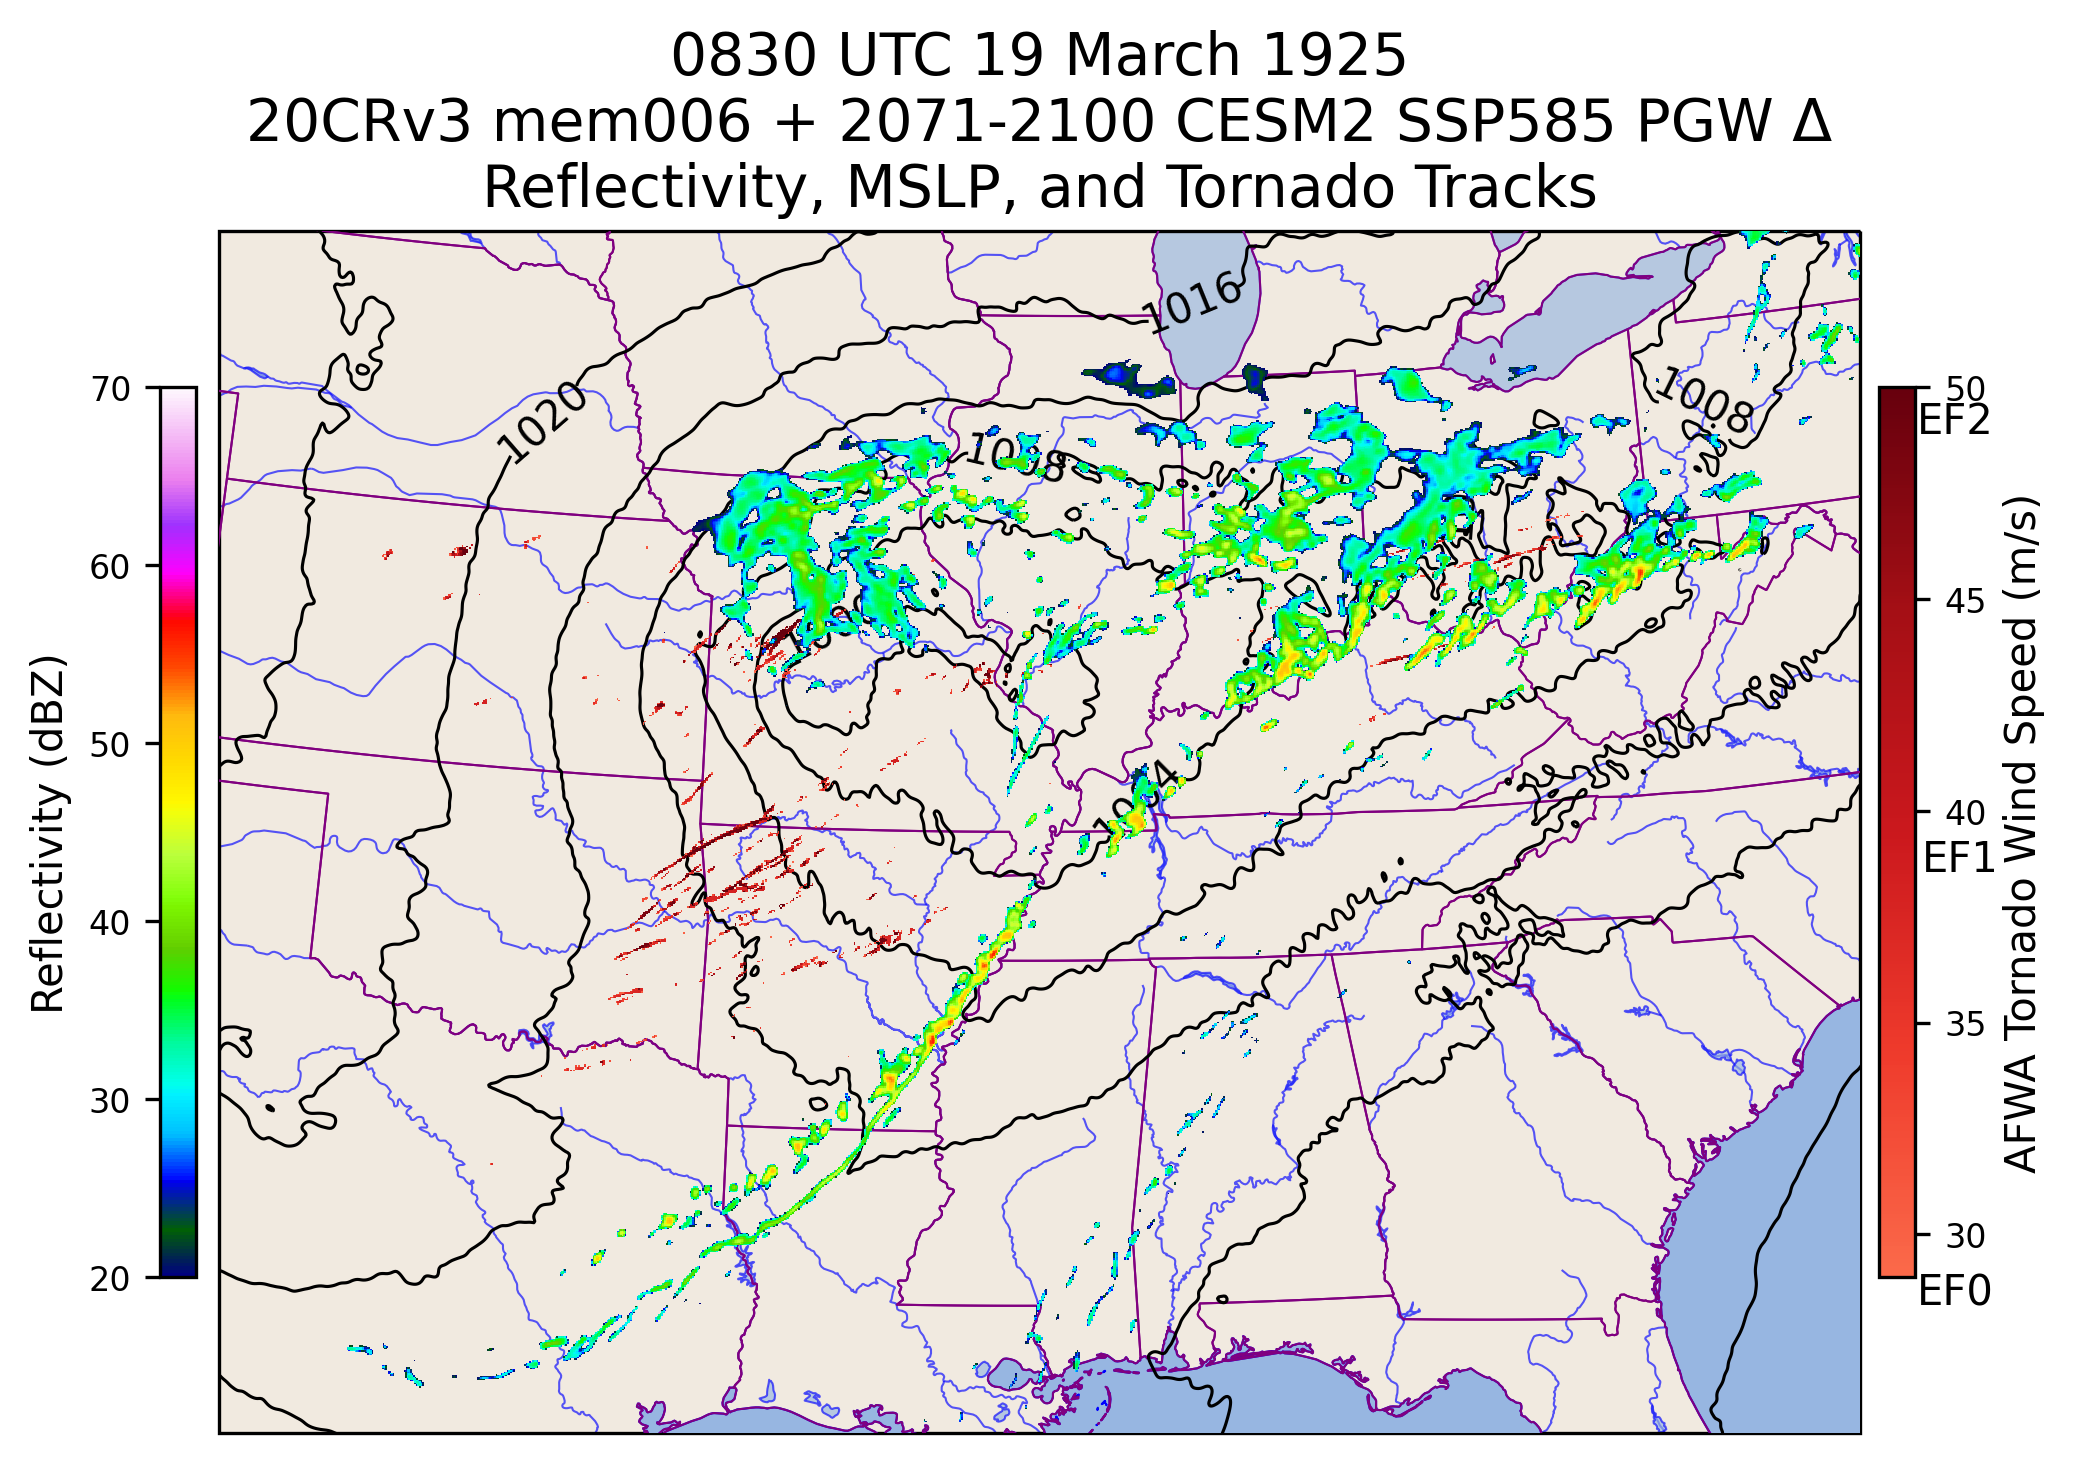 0830 UTC 19 March 1925
20CRv3 mem006 + 2071-2100 CESM2 SSP585 PGW Δ
Reflectivity, MSLP, and Tornado Tracks
1016
1020
1008
1008
70
60
50
40
30
20
Reflectivity (dBZ)
50
EF2
45
40
EF1
35
30
EF0
AFWA Tornado Wind Speed (m/s)